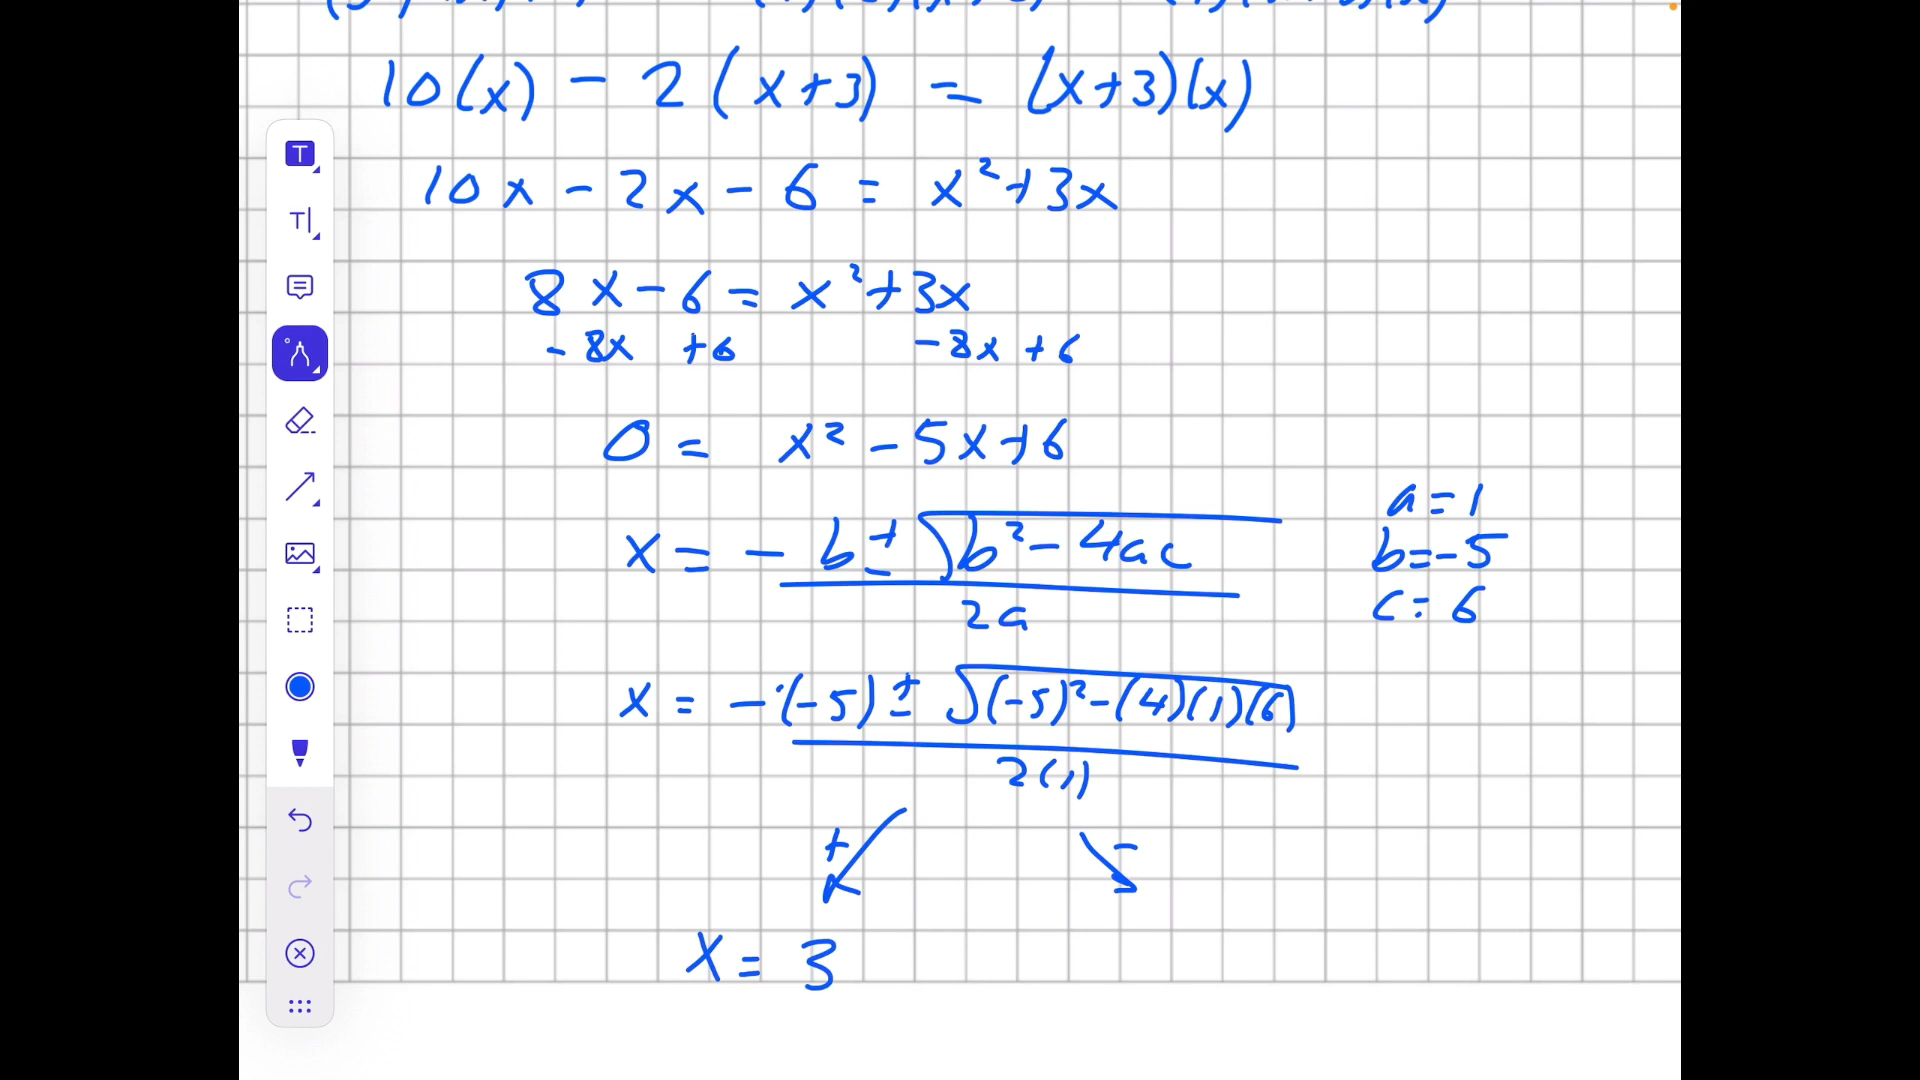 10(x) - 2(x+3) = (x+3)(x)
10x - 2x - 6 = x²+3x
8x - 6 = x²+3x
-8x +6 -8x +6
0 = x² - 5x+6
a=1
x = -b ± √b² - 4ac
b=-5
2a
c=6
x = -(-5) ± √(-5)²-(4)(1)(6)
2(1)
+ -
x = 3
T
T|